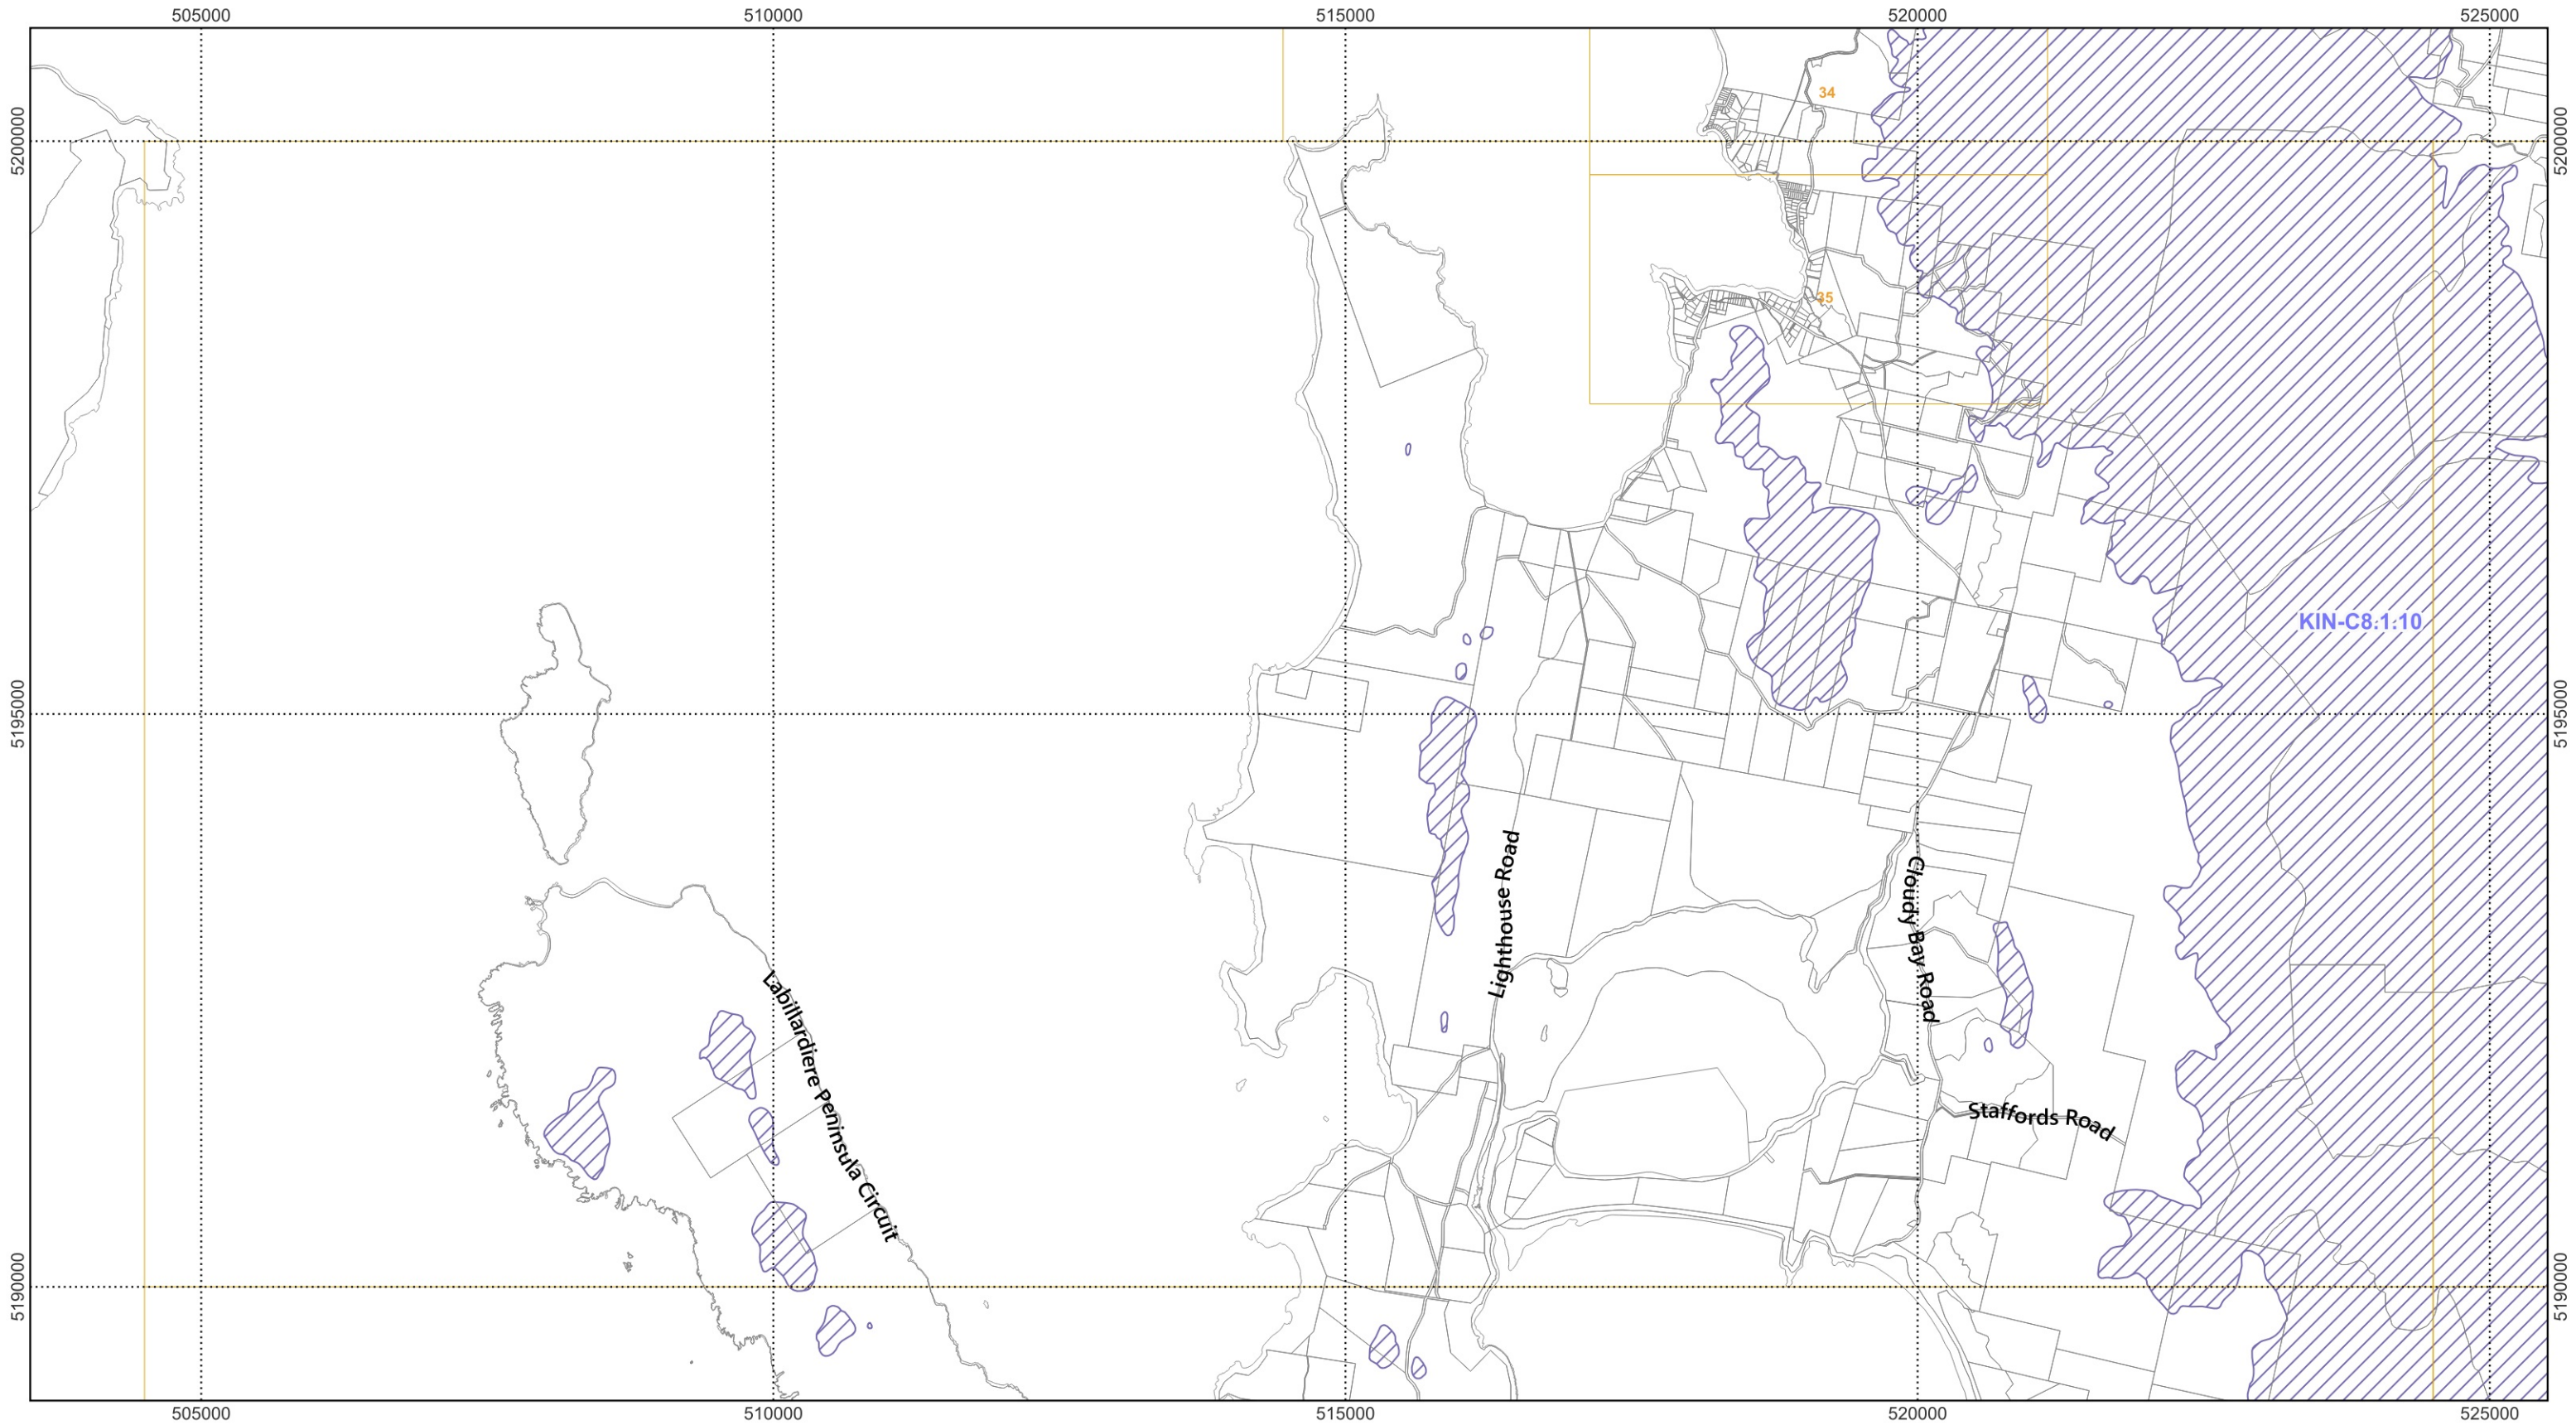 505000 510000 515000 520000 525000
5200000 5200000
34
35
KIN-C8:1:10
5195000 5195000
Lighthouse Road
Cloudy Bay Road
Labillardiere Peninsula Circuit
Staffords Road
5190000 5190000
505000 510000 515000 520000 525000